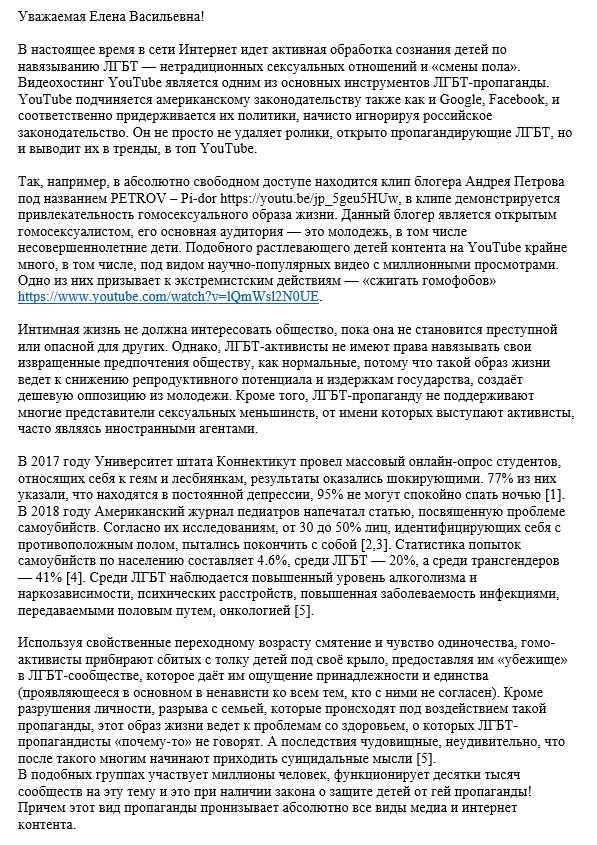 Уважаемая Елена Васильевна!
В настоящее время в сети Интернет идет активная обработка сознания детей по
навязыванию ЛГБТ — нетрадиционных сексуальных отношений и «смены пола».
Видеохостинг YouTube является одним из основных инструментов ЛГБТ-пропаганды.
YouTube подчиняется американскому законодательству также как и Google, Facebook, и
соответственно придерживается их политики, начисто игнорируя российское
законодательство. Он не просто не удаляет ролики, открыто пропагандирующие ЛГБТ, но
и выводит их в тренды, в топ YouTube.
Так, например, в абсолютно свободном доступе находится клип блогера Андрея Петрова
под названием PETROV – Pi-dor https://youtu.be/jp_5geu5HUw, в клипе демонстрируется
привлекательность гомосексуального образа жизни. Данный блогер является открытым
гомосексуалистом, его основная аудитория — это молодежь, в том числе
несовершеннолетние дети. Подобного растлевающего детей контента на YouTube крайне
много, в том числе, под видом научно-популярных видео с миллионными просмотрами.
Одно из них призывает к экстремистским действиям — «сжигать гомофобов»
https://www.youtube.com/watch?v=lQmWsl2N0UE.
Интимная жизнь не должна интересовать общество, пока она не становится преступной
или опасной для других. Однако, ЛГБТ-активисты не имеют права навязывать свои
извращенные предпочтения обществу, как нормальные, потому что такой образ жизни
ведет к снижению репродуктивного потенциала и издержкам государства, создаёт
дешевую оппозицию из молодежи. Кроме того, ЛГБТ-пропаганду не поддерживают
многие представители сексуальных меньшинств, от имени которых выступают активисты,
часто являясь иностранными агентами.
В 2017 году Университет штата Коннектикут провел массовый онлайн-опрос студентов,
относящих себя к геям и лесбиянкам, результаты оказались шокирующими. 77% из них
указали, что находятся в постоянной депрессии, 95% не могут спокойно спать ночью [1].
В 2018 году Американский журнал педиатров напечатал статью, посвященную проблеме
самоубийств. Согласно их исследованиям, от 30 до 50% лиц, идентифицирующих себя с
противоположным полом, пытались покончить с собой [2,3]. Статистика попыток
самоубийств по населению составляет 4.6%, среди ЛГБТ — 20%, а среди трансгендеров
— 41% [4]. Среди ЛГБТ наблюдается повышенный уровень алкоголизма и
наркозависимости, психических расстройств, повышенная заболеваемость инфекциями,
передаваемыми половым путем, онкологией [5].
Используя свойственные переходному возрасту смятение и чувство одиночества, гомо-
активисты прибирают сбитых с толку детей под своё крыло, предоставляя им «убежище»
в ЛГБТ-сообществе, которое даёт им ощущение принадлежности и единства
(проявляющееся в основном в ненависти ко всем тем, кто с ними не согласен). Кроме
разрушения личности, разрыва с семьей, которые происходят под воздействием такой
пропаганды, этот образ жизни ведет к проблемам со здоровьем, о которых ЛГБТ-
пропагандисты «почему-то» не говорят. А последствия чудовищные, неудивительно, что
после такого многим начинают приходить суицидальные мысли [5].
В подобных группах участвует миллионы человек, функционирует десятки тысяч
сообществ на эту тему и это при наличии закона о защите детей от гей пропаганды!
Причем этот вид пропаганды пронизывает абсолютно все виды медиа и интернет
контента.